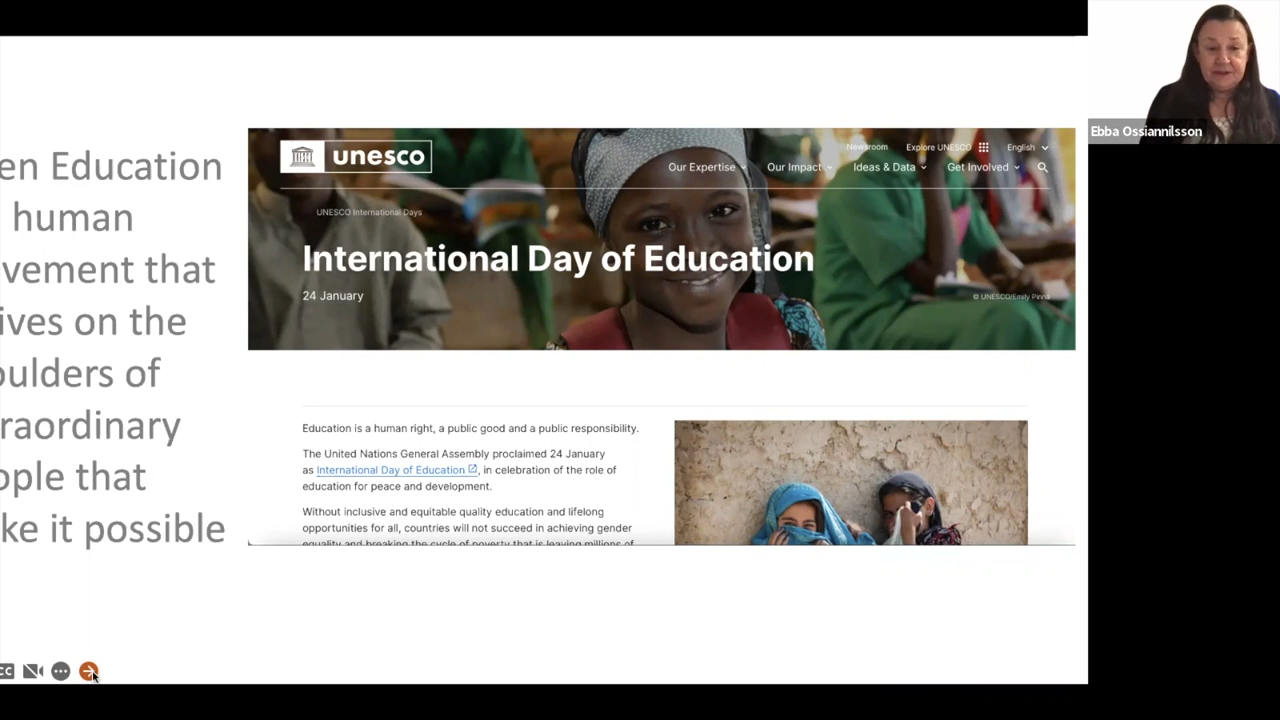 en Education
human
vement that
ives on the
oulders of
raordinary
ople that
ke it possible
unesco
Newsroom
Explore UNESCO
English
Our Expertise
Our Impact
Ideas & Data
Get Involved
UNESCO International Days
International Day of Education
24 January
© UNESCO/Emily Pinna
Education is a human right, a public good and a public responsibility.
The United Nations General Assembly proclaimed 24 January
as International Day of Education, in celebration of the role of
education for peace and development.
Without inclusive and equitable quality education and lifelong
opportunities for all, countries will not succeed in achieving gender
equality and breaking the cycle of poverty that is leaving millions of
CC
Ebba Ossiannilsson